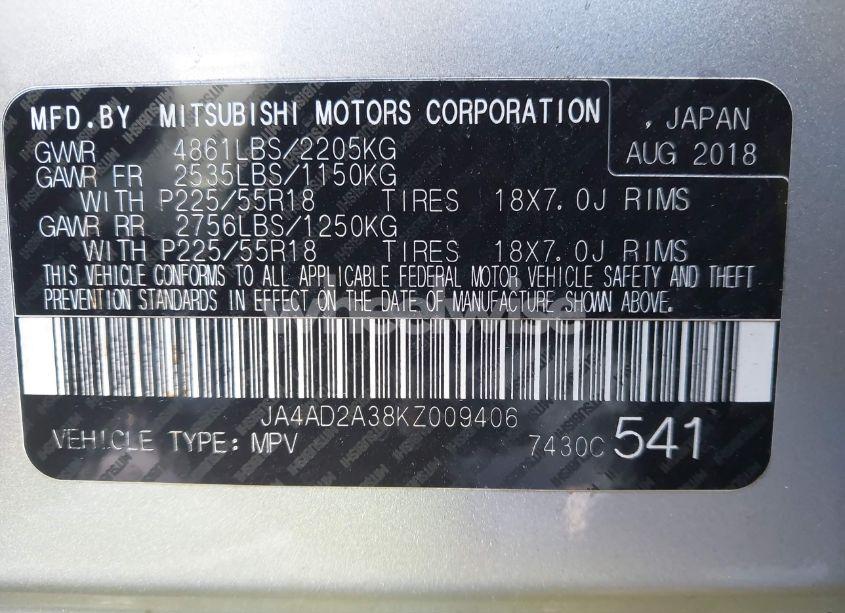 MFD.BY MITSUBISHI MOTORS CORPORATION , JAPAN
GVWR 4861LBS/2205KG AUG 2018
GAWR FR 2535LBS/1150KG
WITH P225/55R18 TIRES 18X7.0J RIMS
GAWR RR 2756LBS/1250KG
WITH P225/55R18 TIRES 18X7.0J RIMS
THIS VEHICLE CONFORMS TO ALL APPLICABLE FEDERAL MOTOR VEHICLE SAFETY AND THEFT
PREVENTION STANDARDS IN EFFECT ON THE DATE OF MANUFACTURE SHOWN ABOVE.
wheelwise
JA4AD2A38KZ009406
VEHICLE TYPE: MPV 7430C 541